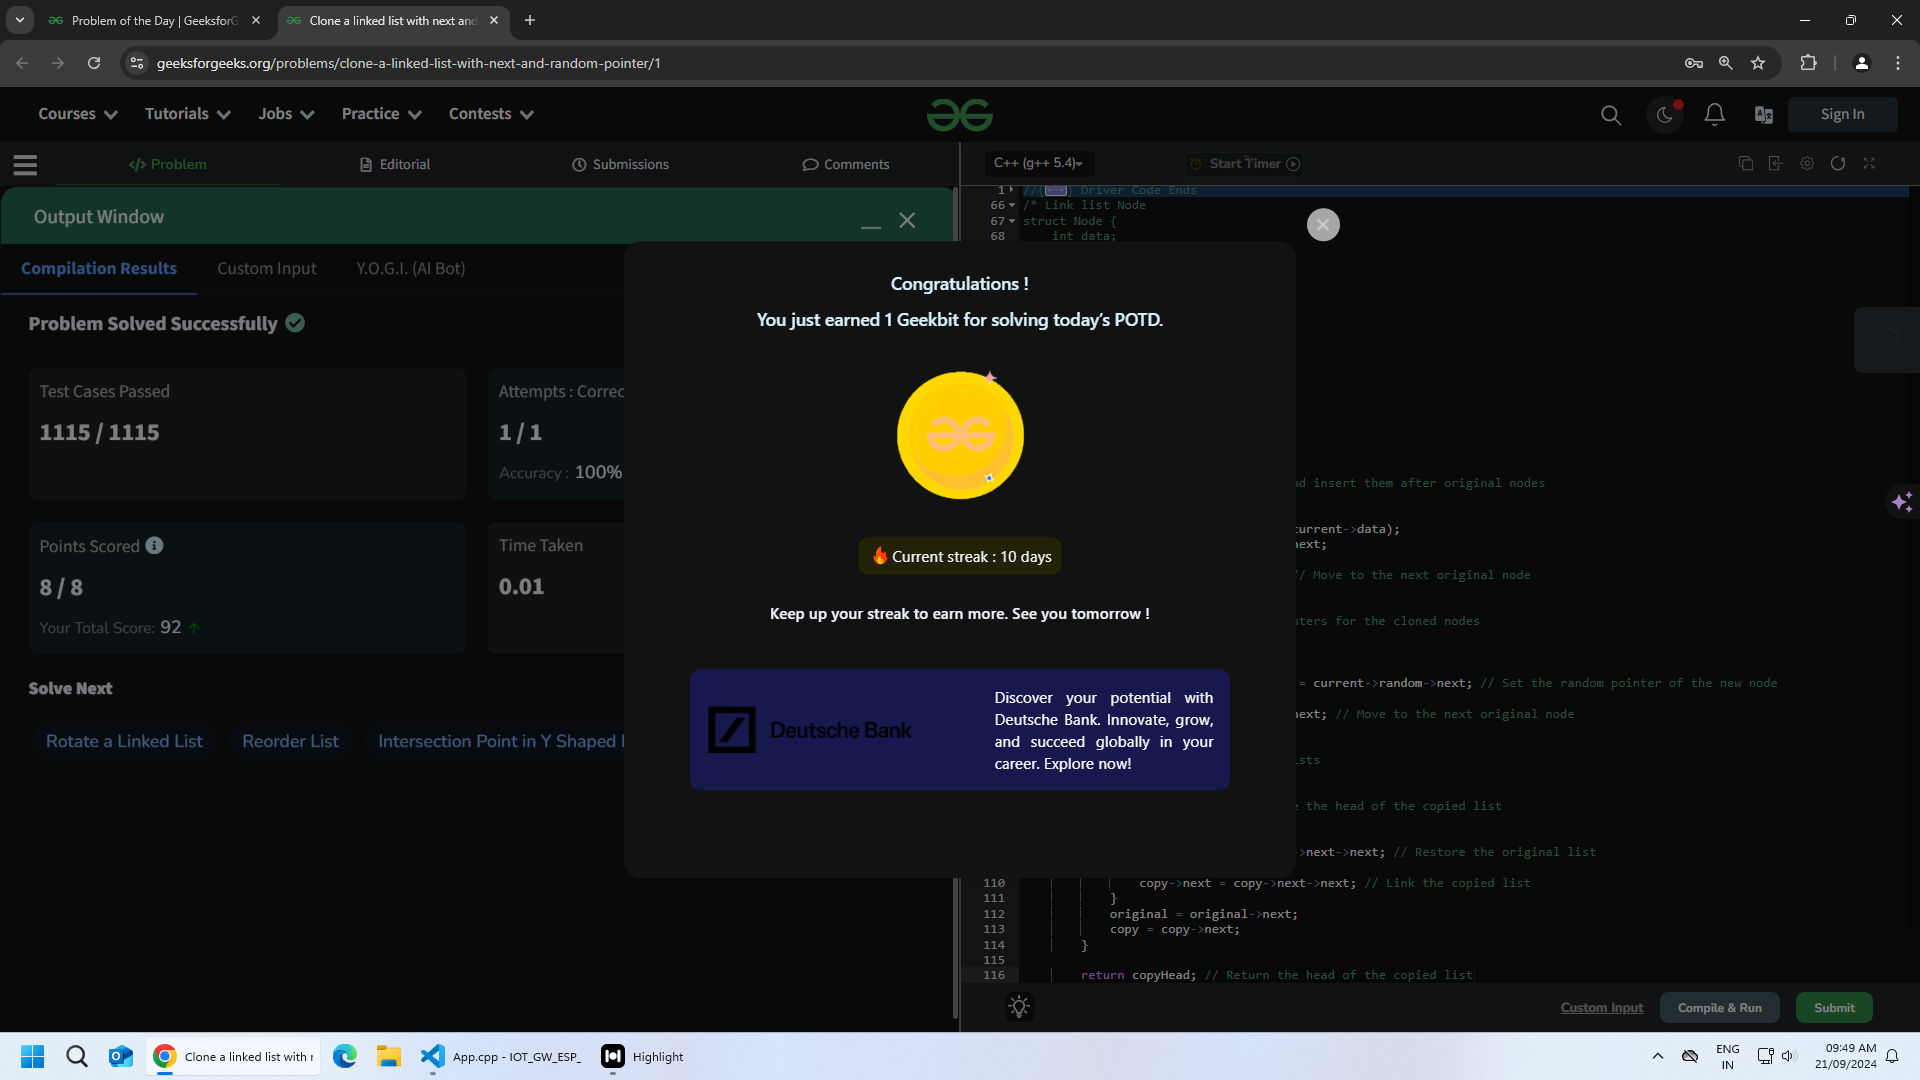 Problem of the Day | GeeksforG
Clone a linked list with next and
geeksforgeeks.org/problems/clone-a-linked-list-with-next-and-random-pointer/1
Courses
Tutorials
Jobs
Practice
Contests
Sign In
Problem
Editorial
Submissions
Comments
C++ (g++ 5.4)
Start Timer
Output Window
Compilation Results
Custom Input
Y.O.G.I. (AI Bot)
Problem Solved Successfully
Test Cases Passed
1115 / 1115
Attempts : Correc
1 / 1
Accuracy : 100%
Points Scored
8 / 8
Your Total Score: 92
Time Taken
0.01
Solve Next
Rotate a Linked List
Reorder List
Intersection Point in Y Shaped
Congratulations !
You just earned 1 Geekbit for solving today's POTD.
Current streak : 10 days
Keep up your streak to earn more. See you tomorrow !
Deutsche Bank
Discover your potential with
Deutsche Bank. Innovate, grow,
and succeed globally in your
career. Explore now!
1 //{ } Driver Code Ends
66 /* Link list Node
67 struct Node {
68 int data;
d insert them after original nodes
current->data);
next;
// Move to the next original node
ters for the cloned nodes
= current->random->next; // Set the random pointer of the new node
next; // Move to the next original node
sts
e the head of the copied list
>next->next; // Restore the original list
110 copy->next = copy->next->next; // Link the copied list
111 }
112 original = original->next;
113 copy = copy->next;
114 }
115
116 return copyHead; // Return the head of the copied list
Custom Input
Compile & Run
Submit
Clone a linked list with r
App.cpp - IOT_GW_ESP_
Highlight
ENG
IN
09:49 AM
21/09/2024